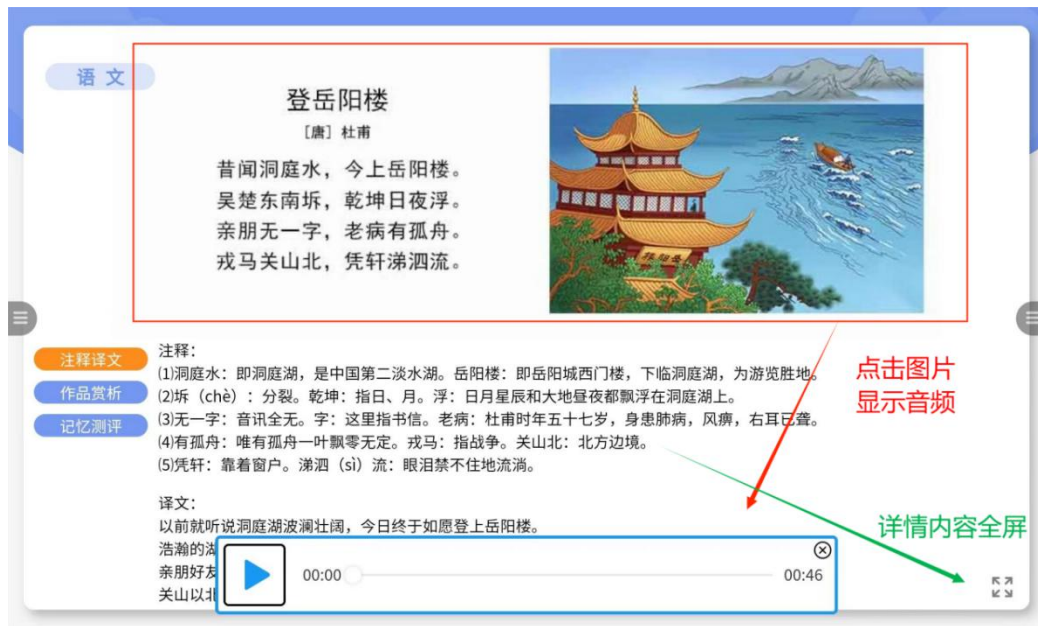 语文
登岳阳楼
［唐］杜甫
昔闻洞庭水，今上岳阳楼。
吴楚东南坼，乾坤日夜浮。
亲朋无一字，老病有孤舟。
戎马关山北，凭轩涕泗流。
岳阳楼
注释译文
作品赏析
记忆测评
注释：
(1)洞庭水：即洞庭湖，是中国第二淡水湖。岳阳楼：即岳阳城西门楼，下临洞庭湖，为游览胜地。
(2)坼（chè）：分裂。乾坤：指日、月。浮：日月星辰和大地昼夜都飘浮在洞庭湖上。
(3)无一字：音讯全无。字：这里指书信。老病：杜甫时年五十七岁，身患肺病，风痹，右耳已聋。
(4)有孤舟：唯有孤舟一叶飘零无定。戎马：指战争。关山北：北方边境。
(5)凭轩：靠着窗户。涕泗（sì）流：眼泪禁不住地流淌。
译文：
以前就听说洞庭湖波澜壮阔，今日终于如愿登上岳阳楼。
浩瀚的湖
亲朋好友
关山以北
点击图片
显示音频
详情内容全屏
00:00
00:46